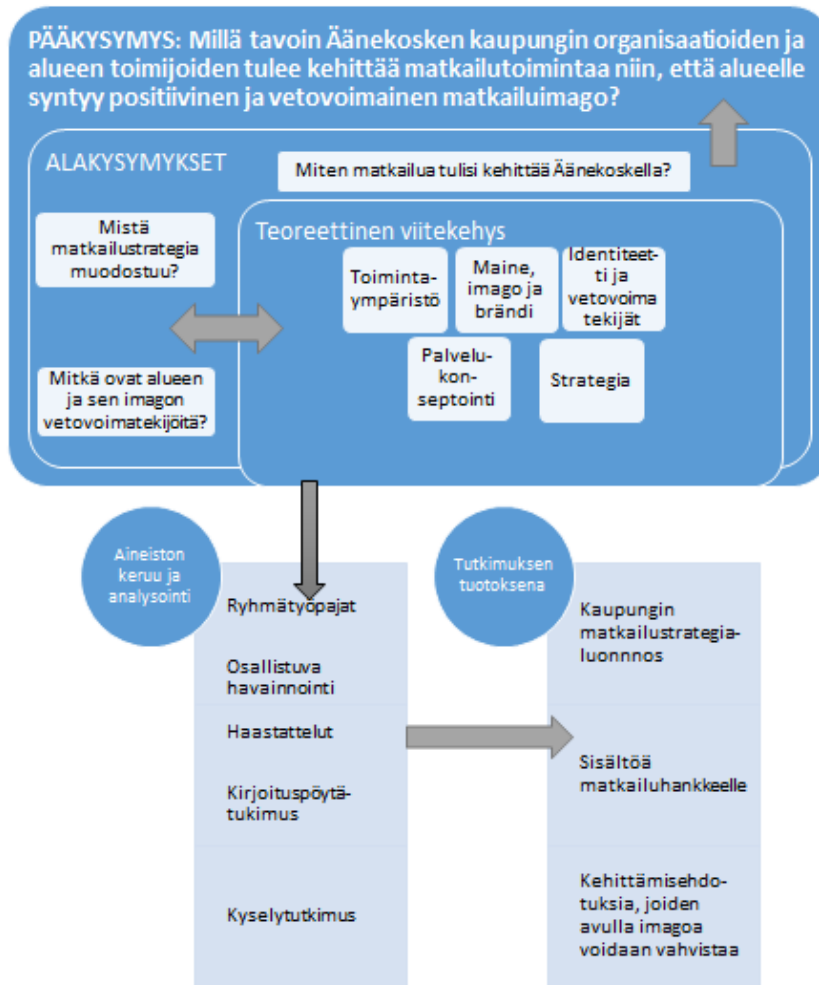 PÄÄKYSYMYS: Millä tavoin Äänekosken kaupungin organisaatioiden ja
alueen toimijoiden tulee kehittää matkailutoimintaa niin, että alueelle
syntyy positiivinen ja vetovoimainen matkailuimago?
ALAKYSYMYKSET
Miten matkailua tulisi kehittää Äänekoskella?
Mistä
matkailustrategia
muodostuu?
Mitkä ovat alueen
ja sen imagon
vetovoimatekijöitä?
Teoreettinen viitekehys
Toiminta-
ympäristö
Maine,
imago ja
brändi
Identiteet-
ti ja
vetovoima
tekijät
Palvelu-
kon-
septointi
Strategia
Aineiston
keruu ja
analysointi
Ryhmätyöpajat
Osallistuva
havainnointi
Haastattelut
Kirjoituspöytä-
tukimus
Kyselytutkimus
Tutkimuksen
tuotoksena
Kaupungin
matkailustrategia-
luonnnos
Sisältöä
matkailuhankkeelle
Kehittämisehdo-
tuksia, joiden
avulla imagoa
voidaan vahvistaa